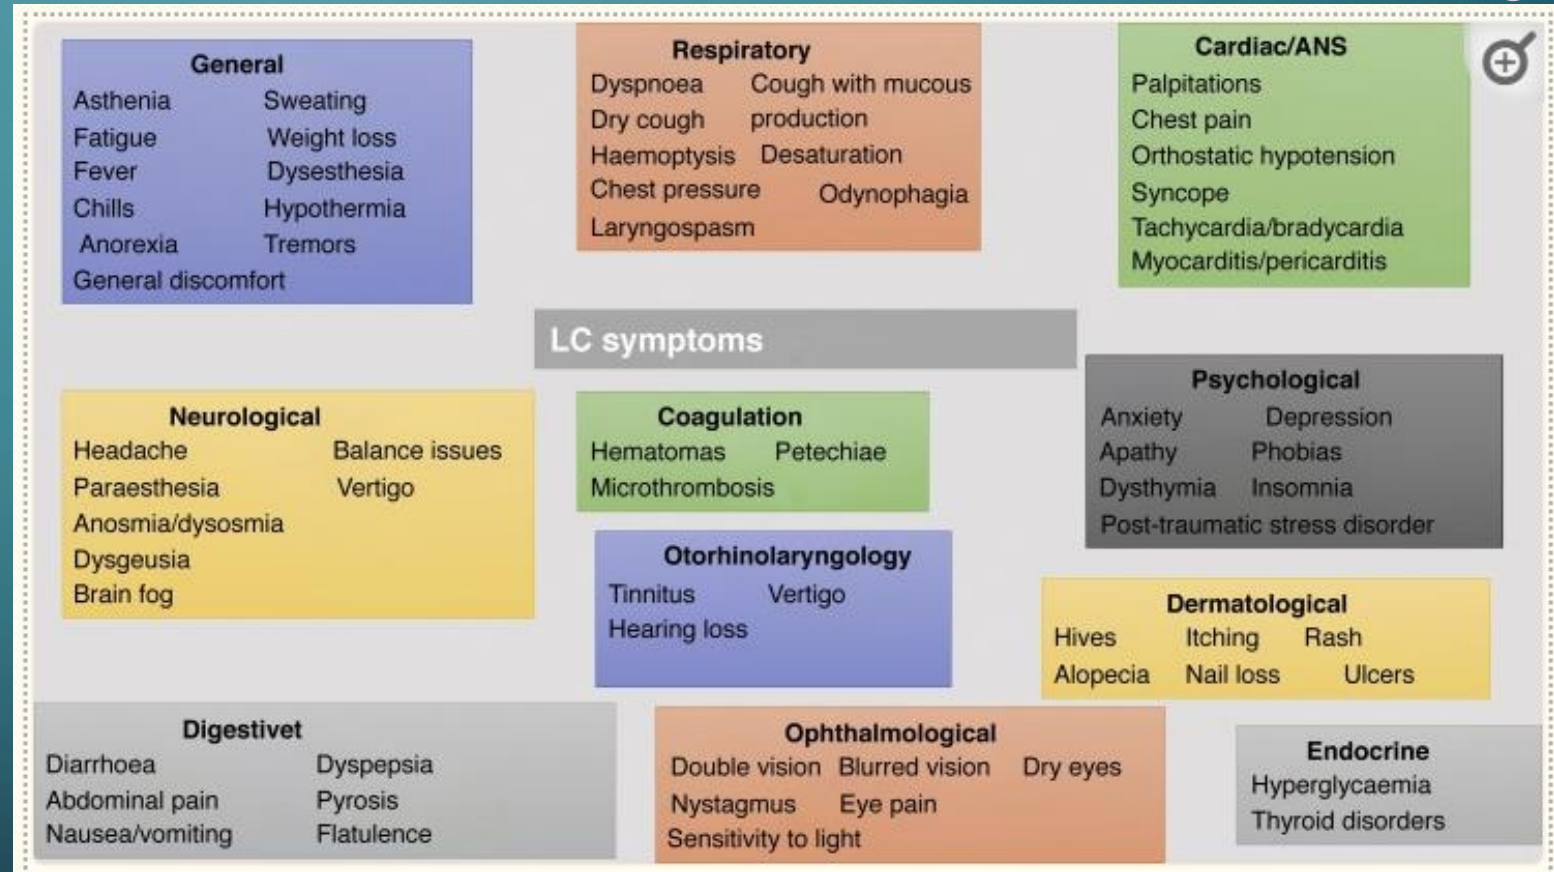 General
Asthenia Sweating
Fatigue Weight loss
Fever Dysesthesia
Chills Hypothermia
Anorexia Tremors
General discomfort
Respiratory
Dyspnoea Cough with mucous
Dry cough production
Haemoptysis Desaturation
Chest pressure Odynophagia
Laryngospasm
Cardiac/ANS
Palpitations
Chest pain
Orthostatic hypotension
Syncope
Tachycardia/bradycardia
Myocarditis/pericarditis
LC symptoms
Neurological
Headache Balance issues
Paraesthesia Vertigo
Anosmia/dysosmia
Dysgeusia
Brain fog
Coagulation
Hematomas Petechiae
Microthrombosis
Psychological
Anxiety Depression
Apathy Phobias
Dysthymia Insomnia
Post-traumatic stress disorder
Otorhinolaryngology
Tinnitus Vertigo
Hearing loss
Dermatological
Hives Itching Rash
Alopecia Nail loss Ulcers
Digestivet
Diarrhoea Dyspepsia
Abdominal pain Pyrosis
Nausea/vomiting Flatulence
Ophthalmological
Double vision Blurred vision Dry eyes
Nystagmus Eye pain
Sensitivity to light
Endocrine
Hyperglycaemia
Thyroid disorders